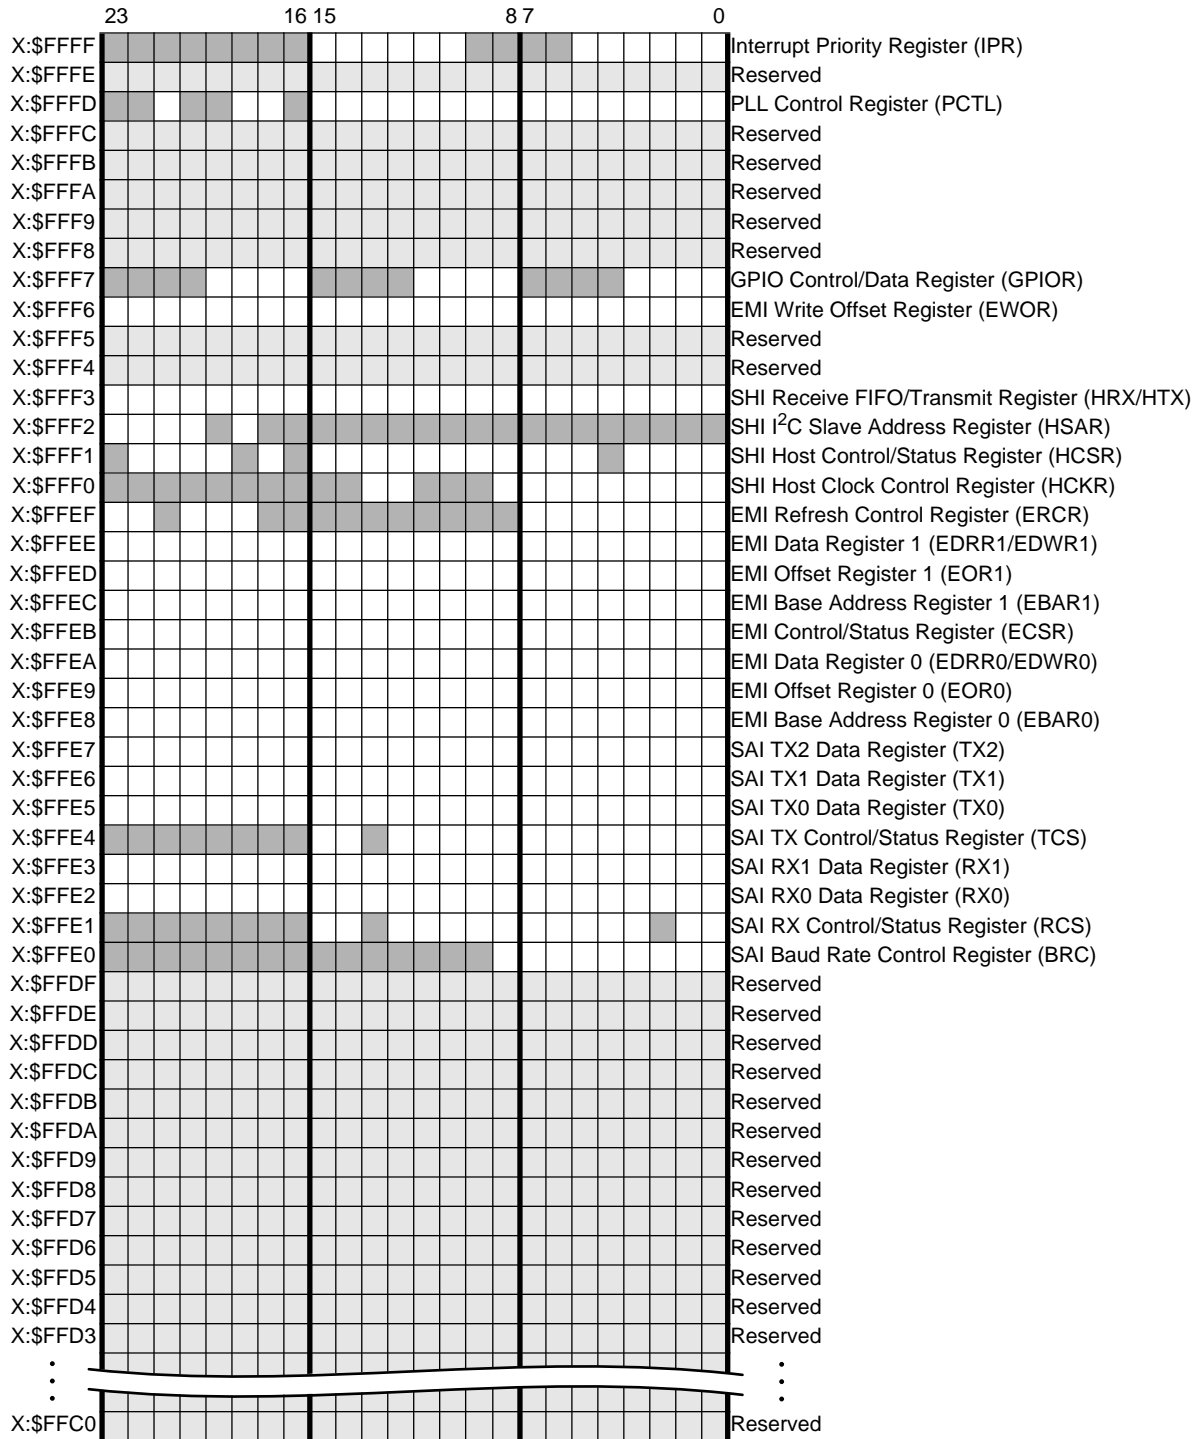 23 16 15 8 7 0
X:$FFFF Interrupt Priority Register (IPR)
X:$FFFE Reserved
X:$FFFD PLL Control Register (PCTL)
X:$FFFC Reserved
X:$FFFB Reserved
X:$FFFA Reserved
X:$FFF9 Reserved
X:$FFF8 Reserved
X:$FFF7 GPIO Control/Data Register (GPIOR)
X:$FFF6 EMI Write Offset Register (EWOR)
X:$FFF5 Reserved
X:$FFF4 Reserved
X:$FFF3 SHI Receive FIFO/Transmit Register (HRX/HTX)
X:$FFF2 SHI I²C Slave Address Register (HSAR)
X:$FFF1 SHI Host Control/Status Register (HCSR)
X:$FFF0 SHI Host Clock Control Register (HCKR)
X:$FFEF EMI Refresh Control Register (ERCR)
X:$FFEE EMI Data Register 1 (EDRR1/EDWR1)
X:$FFED EMI Offset Register 1 (EOR1)
X:$FFEC EMI Base Address Register 1 (EBAR1)
X:$FFEB EMI Control/Status Register (ECSR)
X:$FFEA EMI Data Register 0 (EDRR0/EDWR0)
X:$FFE9 EMI Offset Register 0 (EOR0)
X:$FFE8 EMI Base Address Register 0 (EBAR0)
X:$FFE7 SAI TX2 Data Register (TX2)
X:$FFE6 SAI TX1 Data Register (TX1)
X:$FFE5 SAI TX0 Data Register (TX0)
X:$FFE4 SAI TX Control/Status Register (TCS)
X:$FFE3 SAI RX1 Data Register (RX1)
X:$FFE2 SAI RX0 Data Register (RX0)
X:$FFE1 SAI RX Control/Status Register (RCS)
X:$FFE0 SAI Baud Rate Control Register (BRC)
X:$FFDF Reserved
X:$FFDE Reserved
X:$FFDD Reserved
X:$FFDC Reserved
X:$FFDB Reserved
X:$FFDA Reserved
X:$FFD9 Reserved
X:$FFD8 Reserved
X:$FFD7 Reserved
X:$FFD6 Reserved
X:$FFD5 Reserved
X:$FFD4 Reserved
X:$FFD3 Reserved
X:$FFC0 Reserved